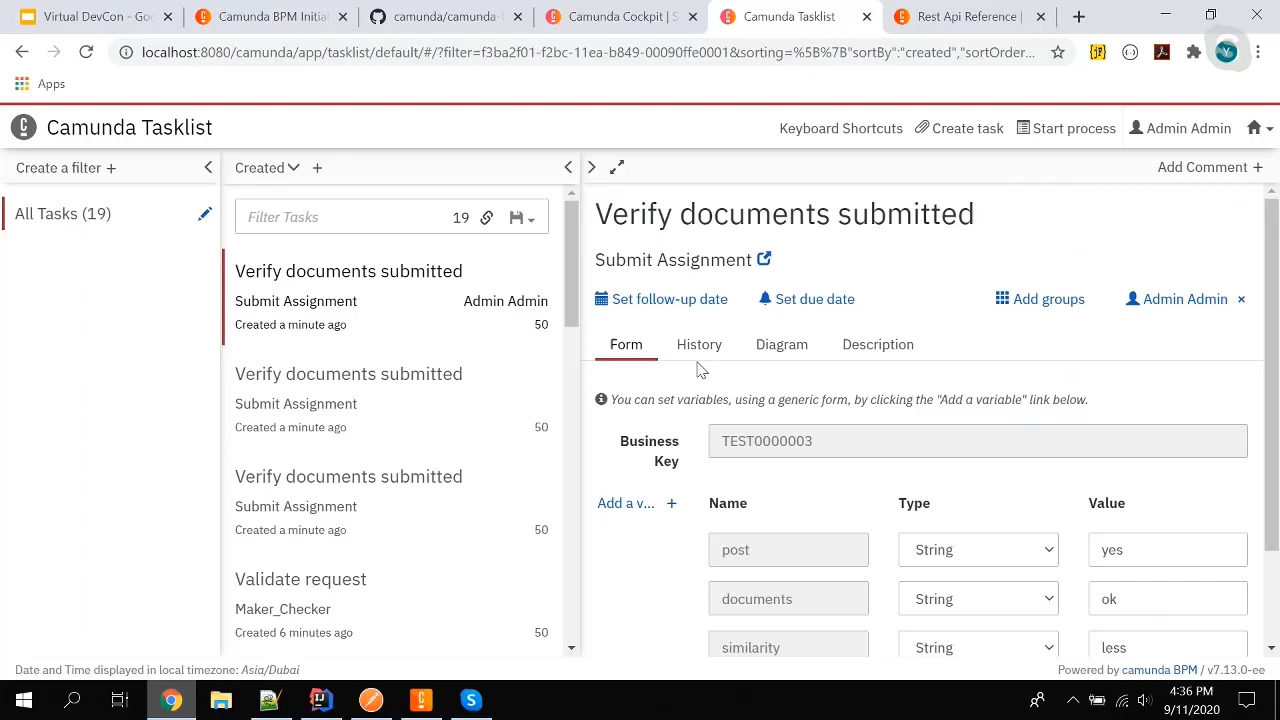 Virtual DevCon - Goo
Camunda BPM Initial
camunda/camunda-l
Camunda Cockpit | S
Camunda Tasklist
Rest Api Reference |
localhost:8080/camunda/app/tasklist/default/#/?filter=f3ba2f01-f2bc-11ea-b849-00090ffe0001&sorting=%5B%7B"sortBy":"created","sortOrder...
Y
Apps
Camunda Tasklist
Keyboard Shortcuts
Create task
Start process
Admin Admin
Create a filter +
Created
Add Comment +
All Tasks (19)
Filter Tasks
19
Verify documents submitted
Submit Assignment
Admin Admin
Created a minute ago
50
Verify documents submitted
Submit Assignment
Created a minute ago
50
Verify documents submitted
Submit Assignment
Created a minute ago
50
Validate request
Maker_Checker
Created 6 minutes ago
50
Verify documents submitted
Submit Assignment
Set follow-up date
Set due date
Add groups
Admin Admin ×
Form
History
Diagram
Description
You can set variables, using a generic form, by clicking the "Add a variable" link below.
Business Key
TEST0000003
Add a v... +
Name
Type
Value
post
String
yes
documents
String
ok
similarity
String
less
Date and Time displayed in local timezone: Asia/Dubai
Powered by camunda BPM / v7.13.0-ee
4:36 PM
9/11/2020